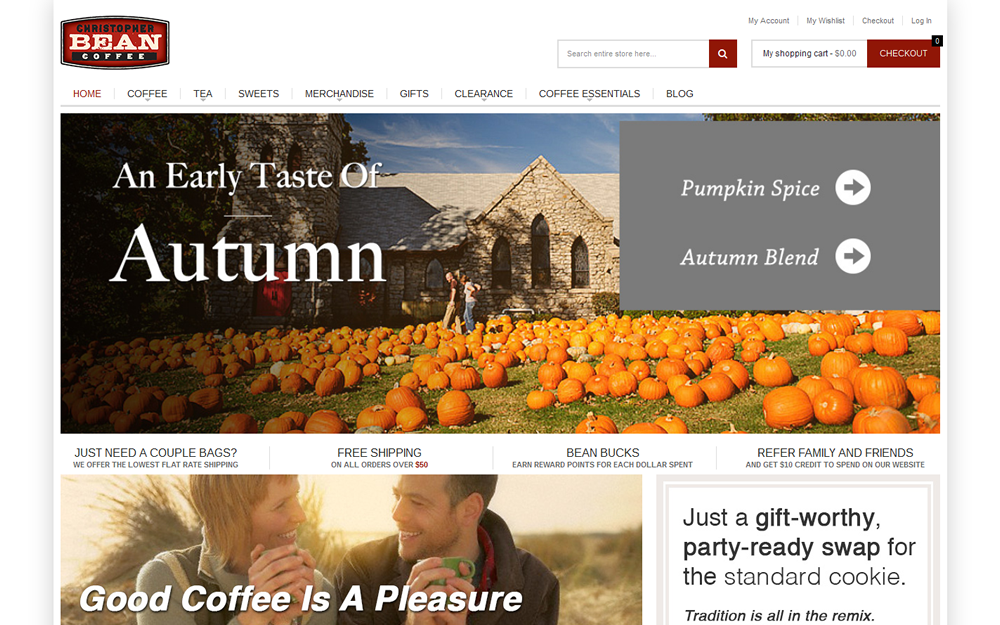 CHRISTOPHER
BEAN
COFFEE
My Account
My Wishlist
Checkout
Log In
Search entire store here...
My shopping cart - $0.00
CHECKOUT
0
HOME
COFFEE
TEA
SWEETS
MERCHANDISE
GIFTS
CLEARANCE
COFFEE ESSENTIALS
BLOG
An Early Taste Of
Autumn
Pumpkin Spice
Autumn Blend
JUST NEED A COUPLE BAGS?
WE OFFER THE LOWEST FLAT RATE SHIPPING
FREE SHIPPING
ON ALL ORDERS OVER $50
BEAN BUCKS
EARN REWARD POINTS FOR EACH DOLLAR SPENT
REFER FAMILY AND FRIENDS
AND GET $10 CREDIT TO SPEND ON OUR WEBSITE
Good Coffee Is A Pleasure
Just a gift-worthy,
party-ready swap for
the standard cookie.
Tradition is all in the remix.